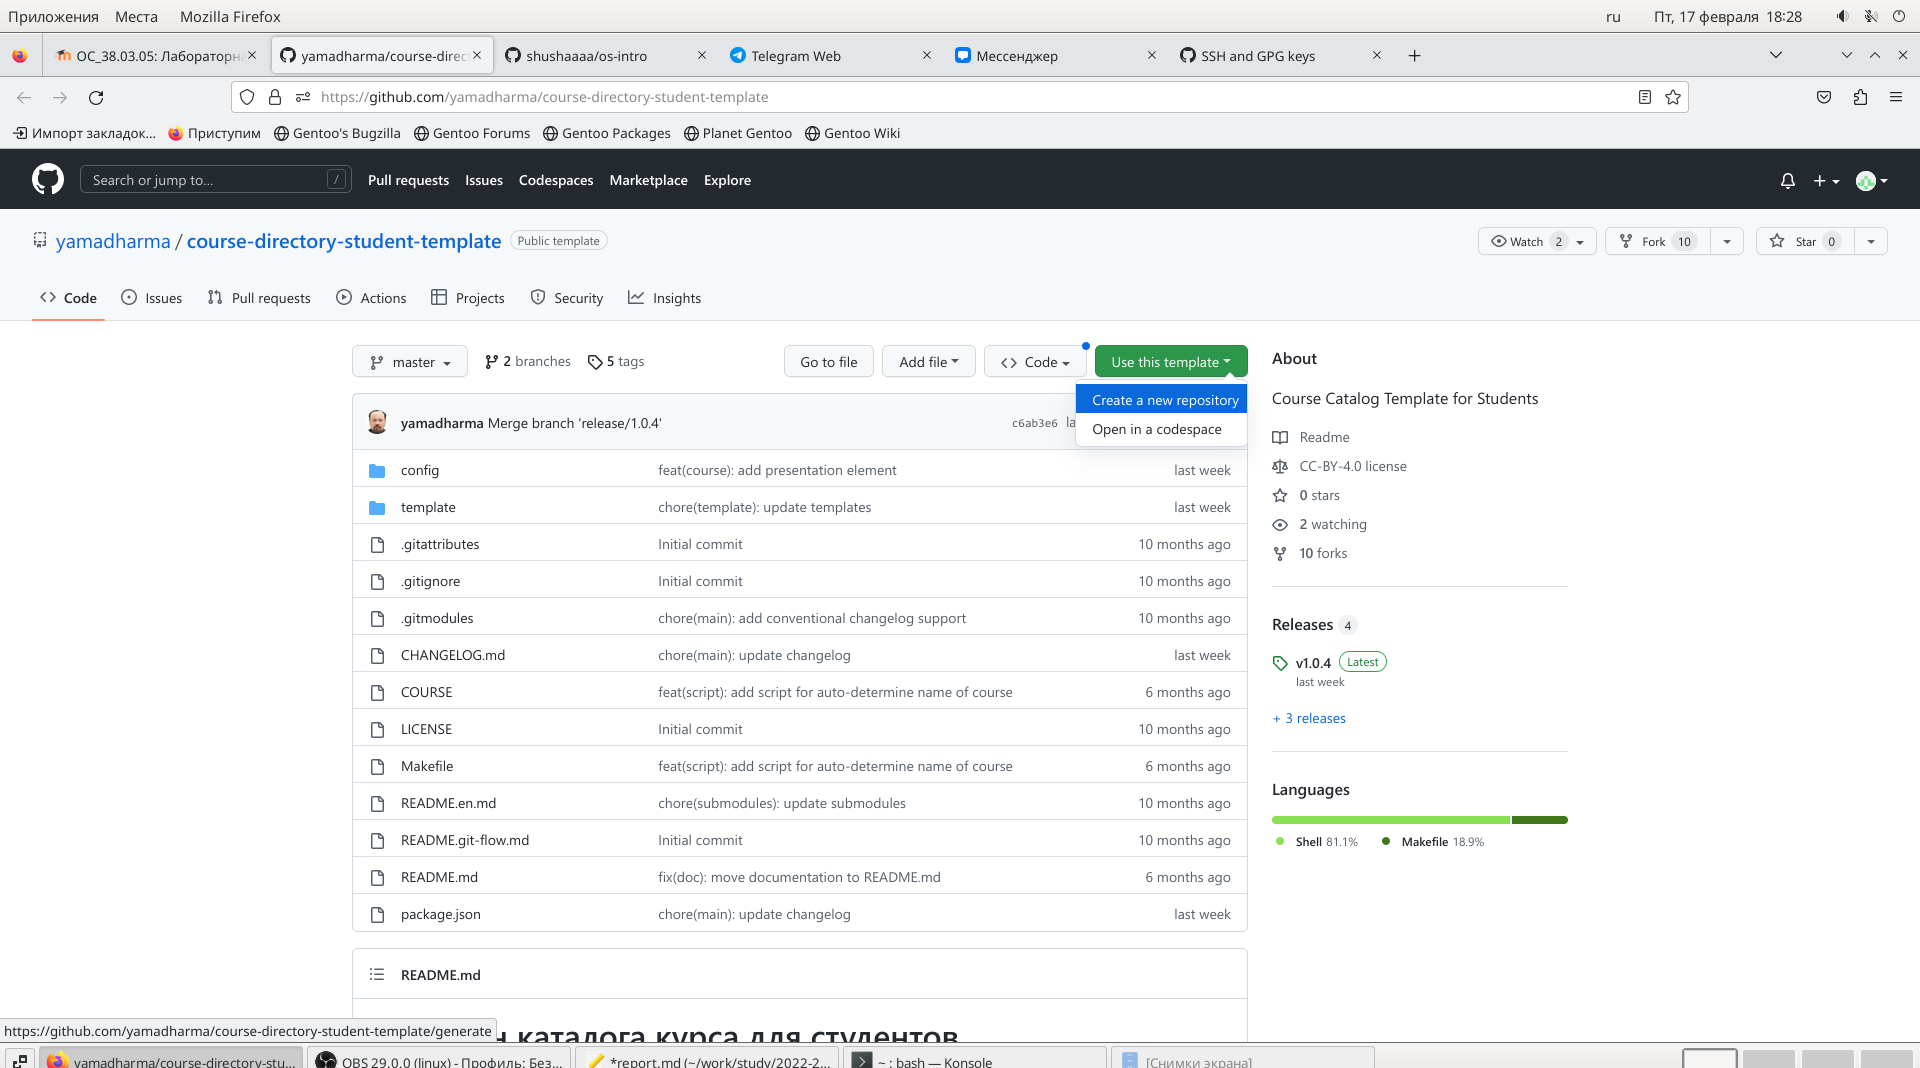 Приложения Места Mozilla Firefox ru Пт, 17 февраля 18:28
ОС_38.03.05: Лабораторн yamadharma/course-direct shushaaaa/os-intro Telegram Web Мессенджер SSH and GPG keys
https://github.com/yamadharma/course-directory-student-template
Импорт закладок... Приступим Gentoo's Bugzilla Gentoo Forums Gentoo Packages Planet Gentoo Gentoo Wiki
Search or jump to... / Pull requests Issues Codespaces Marketplace Explore
yamadharma / course-directory-student-template Public template Watch 2 Fork 10 Star 0
Code Issues Pull requests Actions Projects Security Insights
master 2 branches 5 tags Go to file Add file Code Use this template
Create a new repository
Open in a codespace
yamadharma Merge branch 'release/1.0.4' c6ab3e6 la
config feat(course): add presentation element last week
template chore(template): update templates last week
.gitattributes Initial commit 10 months ago
.gitignore Initial commit 10 months ago
.gitmodules chore(main): add conventional changelog support 10 months ago
CHANGELOG.md chore(main): update changelog last week
COURSE feat(script): add script for auto-determine name of course 6 months ago
LICENSE Initial commit 10 months ago
Makefile feat(script): add script for auto-determine name of course 6 months ago
README.en.md chore(submodules): update submodules 10 months ago
README.git-flow.md Initial commit 10 months ago
README.md fix(doc): move documentation to README.md 6 months ago
package.json chore(main): update changelog last week
README.md
н каталога курса для студентов
About
Course Catalog Template for Students
Readme
CC-BY-4.0 license
0 stars
2 watching
10 forks
Releases 4
v1.0.4 Latest
last week
+ 3 releases
Languages
Shell 81.1% Makefile 18.9%
https://github.com/yamadharma/course-directory-student-template/generate
yamadharma/course-directory-stu... OBS 29.0.0 (linux) - Профиль: Без... *report.md (~/work/study/2022-2... ~ : bash — Konsole [Снимки экрана]